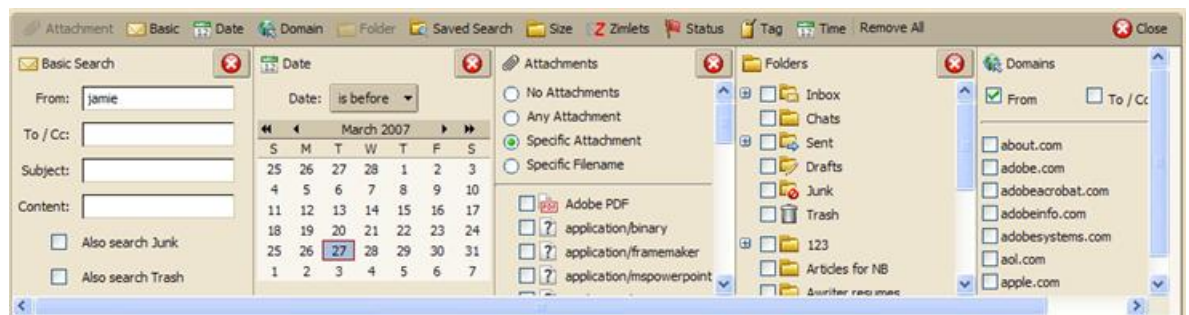 Attachment Basic Date Domain Folder Saved Search Size Zimlets Status Tag Time Remove All Close
Basic Search
From: jamie
To / Cc:
Subject:
Content:
Also search Junk
Also search Trash
Date
Date: is before
March 2007
S M T W T F S
25 26 27 28 1 2 3
4 5 6 7 8 9 10
11 12 13 14 15 16 17
18 19 20 21 22 23 24
25 26 27 28 29 30 31
1 2 3 4 5 6 7
Attachments
No Attachments
Any Attachment
Specific Attachment
Specific Filename
Adobe PDF
application/binary
application/framemaker
application/mspowerpoint
Folders
Inbox
Chats
Sent
Drafts
Junk
Trash
123
Articles for NB
Awriter resumes
Domains
From To / Cc
about.com
adobe.com
adobeacrobat.com
adobeinfo.com
adobesystems.com
aol.com
apple.com